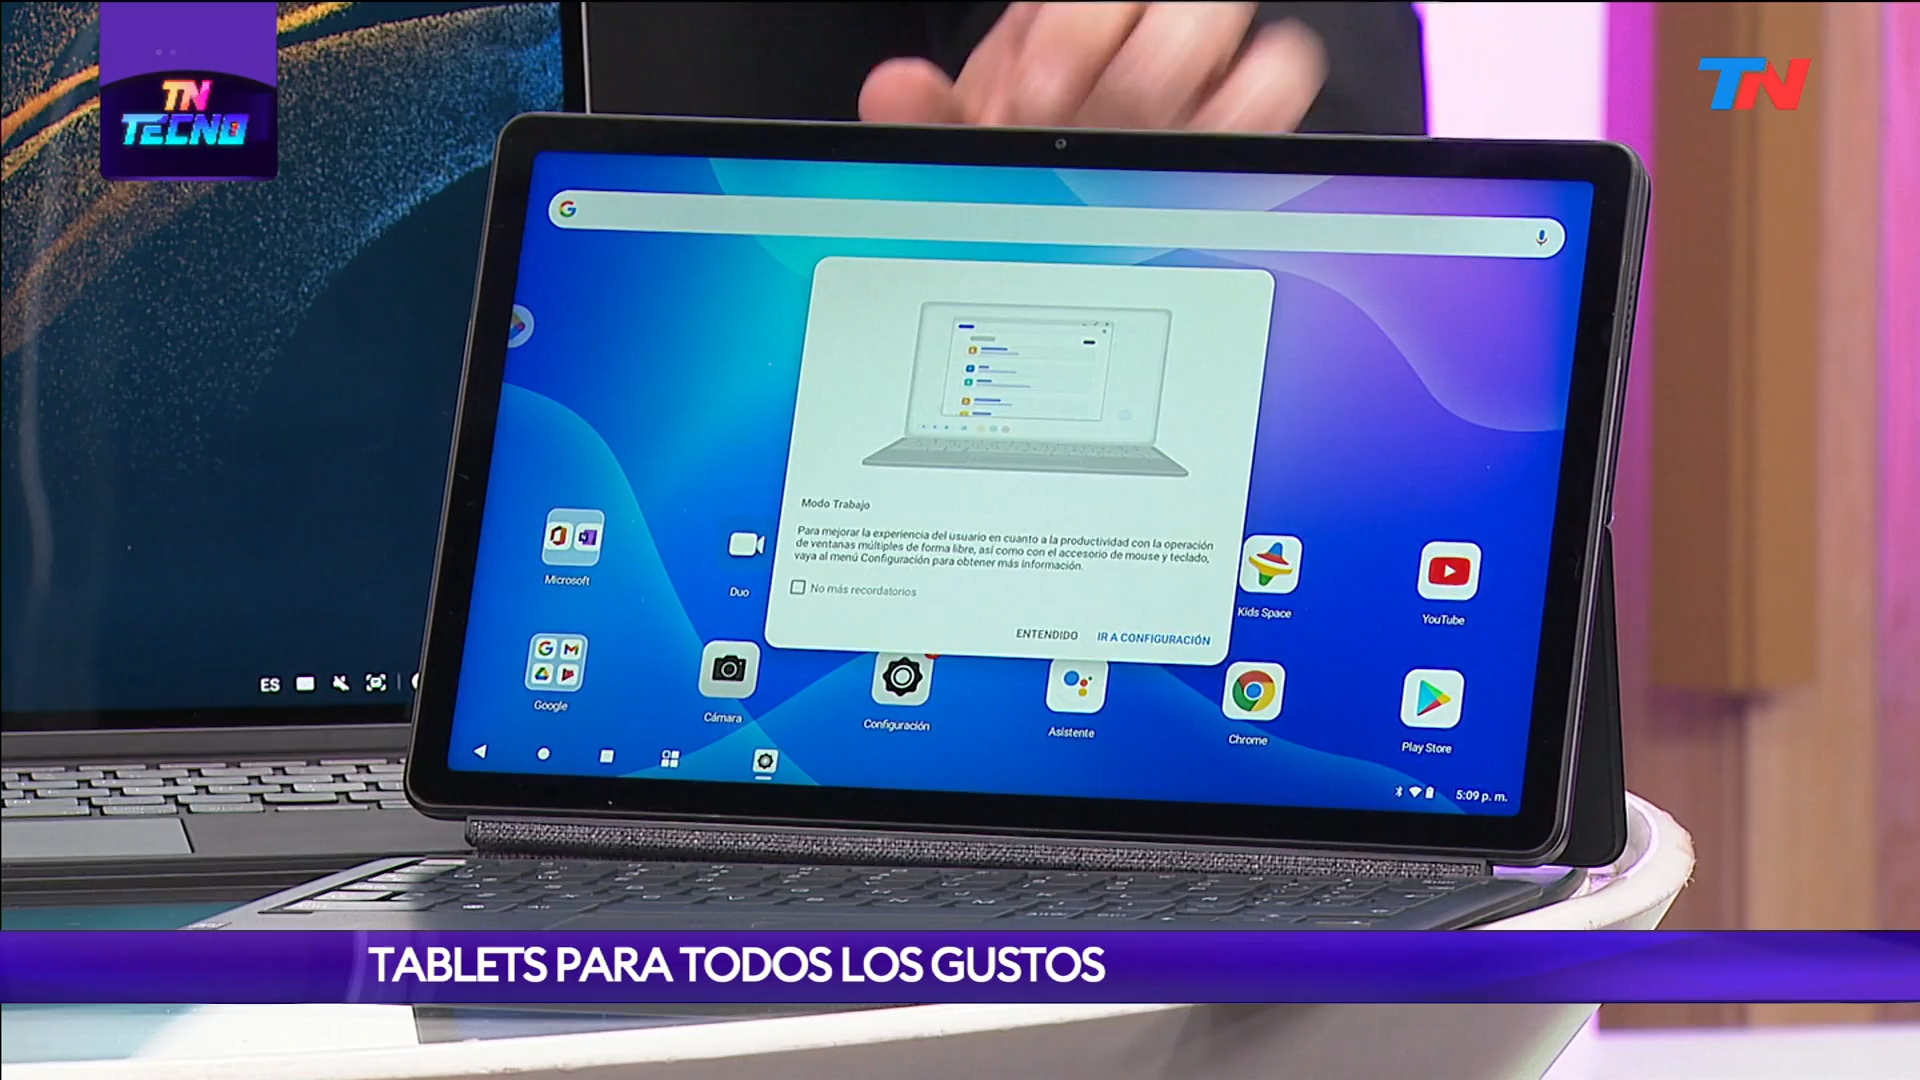 TN
TECNO
TN
Modo Trabajo
Para mejorar la experiencia del usuario en cuanto a la productividad con la operación
de ventanas múltiples de forma libre, así como con el accesorio de mouse y teclado,
vaya al menú Configuración para obtener más información.
No más recordatorios
ENTENDIDO IR A CONFIGURACIÓN
Microsoft
Duo
Kids Space
YouTube
Google
Cámara
Configuración
Asistente
Chrome
Play Store
5:09 p. m.
ES
TABLETS PARA TODOS LOS GUSTOS